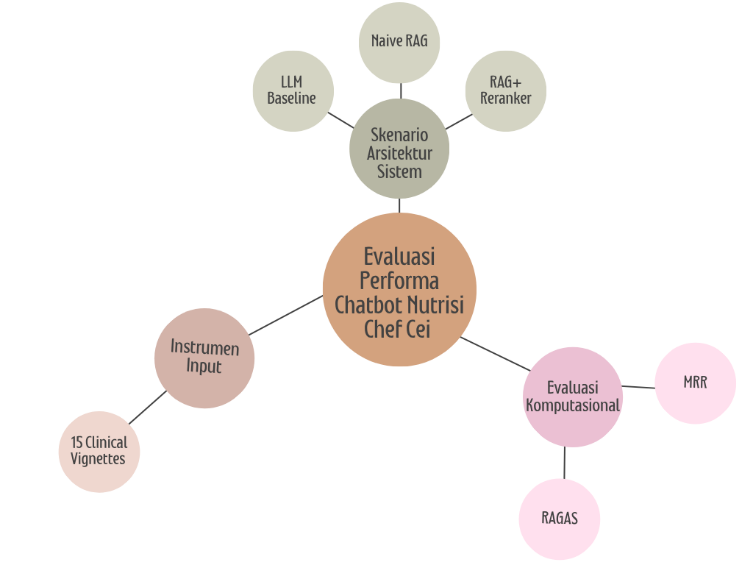 Naive RAG
LLM
Baseline
RAG+
Reranker
Skenario
Arsitektur
Sistem
Evaluasi
Performa
Chatbot Nutrisi
Chef Cei
Instrumen
Input
15 Clinical
Vignettes
Evaluasi
Komputasional
MRR
RAGAS